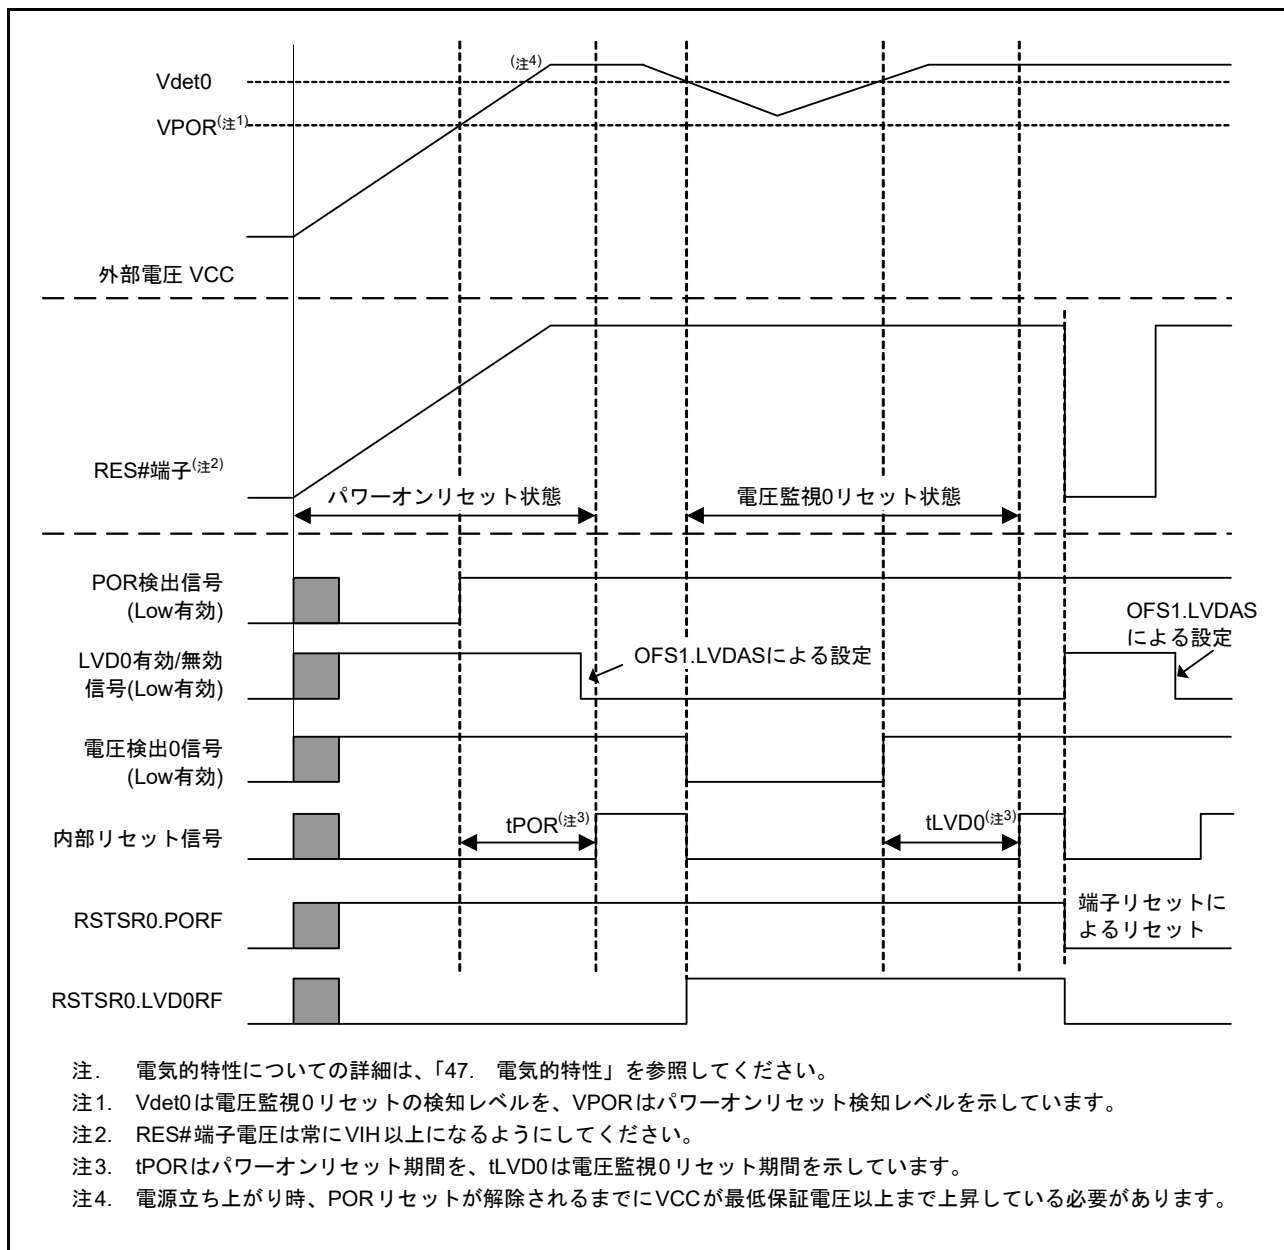 (注4)
Vdet0
VPOR(注1)
外部電圧 VCC
RES#端子(注2)
パワーオンリセット状態
電圧監視0リセット状態
POR検出信号
(Low有効)
OFS1.LVDAS
による設定
LVD0有効/無効
信号(Low有効)
OFS1.LVDASによる設定
電圧検出0信号
(Low有効)
内部リセット信号
tPOR(注3)
tLVD0(注3)
RSTSR0.PORF
端子リセットに
よるリセット
RSTSR0.LVD0RF
注. 電気的特性についての詳細は、「47. 電気的特性」を参照してください。
注1. Vdet0は電圧監視0リセットの検知レベルを、VPORはパワーオンリセット検知レベルを示しています。
注2. RES#端子電圧は常にVIH以上になるようにしてください。
注3. tPORはパワーオンリセット期間を、tLVD0は電圧監視0リセット期間を示しています。
注4. 電源立ち上がり時、PORリセットが解除されるまでにVCCが最低保証電圧以上まで上昇している必要があります。